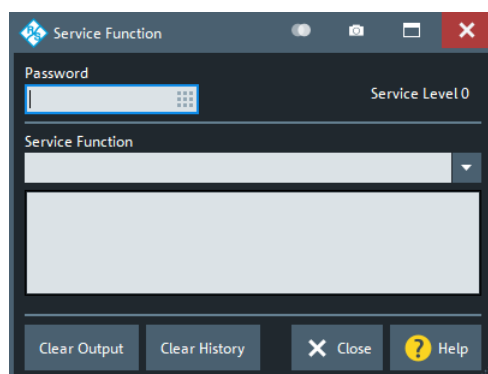 Service Function
Password
Service Level 0
Service Function
Clear Output
Clear History
Close
? Help